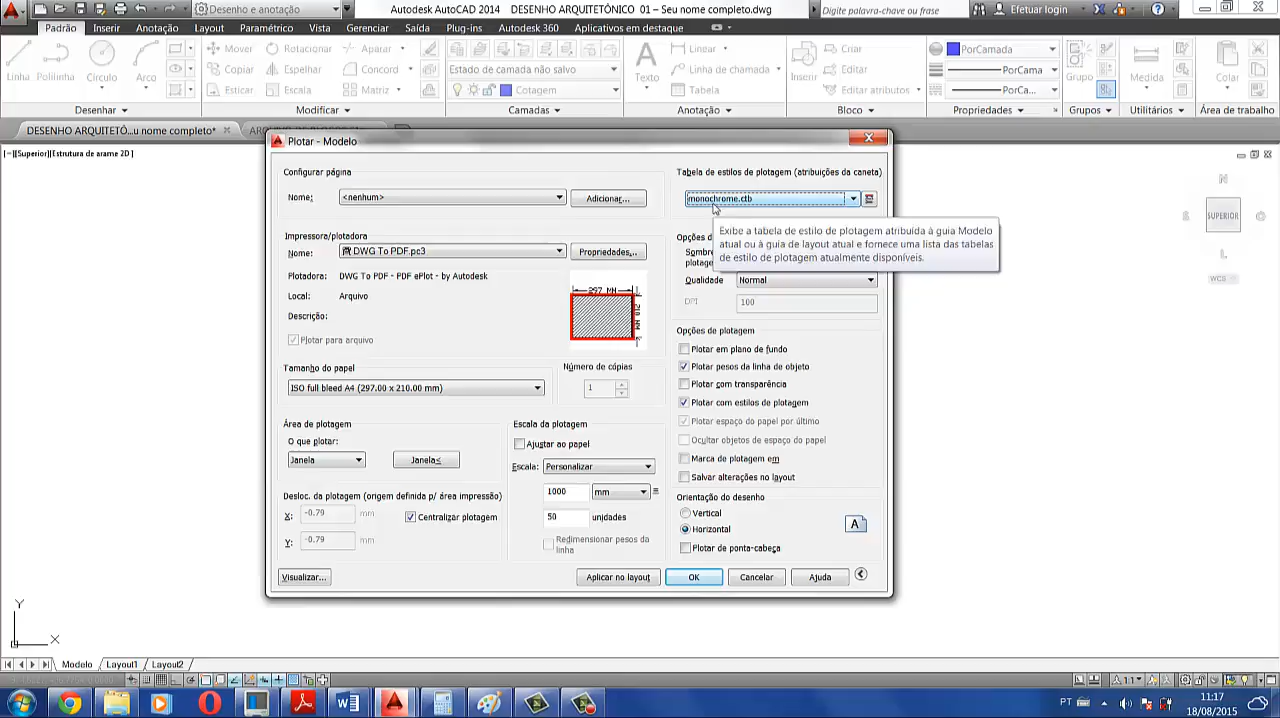 Desenho e anotação
Autodesk AutoCAD 2014 DESENHO ARQUITETÔNICO 01 – Seu nome completo.dwg
Digite palavra-chave ou frase
Efetuar login
Padrão Inserir Anotação Layout Paramétrico Vista Gerenciar Saída Plug-ins Autodesk 360 Aplicativos em destaque
Linha Polilinha Círculo Arco
Mover Rotacionar Aparar
Espelhar Concord
Esticar Escala Matriz
Estado de camada não salvo
Cotagem
Texto
Linear
Linha de chamada
Tabela
Inserir
Criar
Editar
Editar atributos
PorCamada
PorCama
PorCa...
Grupo
Medida
Colar
Desenhar Modificar Camadas Anotação Bloco Propriedades Grupos Utilitários Área de trabalho
DESENHO ARQUITETÔ...u nome completo*
[–][Superior][Estrutura de arame 2D ]
N
SUPERIOR
WCS
Plotar - Modelo
Configurar página
Nome: <nenhum> Adicionar...
Impressora/plotadora
Nome: DWG To PDF.pc3 Propriedades...
Plotadora: DWG To PDF - PDF ePlot - by Autodesk
Local: Arquivo
Descrição:
Plotar para arquivo
297 MM
210 MM
Tamanho do papel
ISO full bleed A4 (297.00 x 210.00 mm)
Número de cópias
1
Área de plotagem
O que plotar:
Janela Janela<
Desloc. da plotagem (origem definida p/ área impressão)
X: -0.79 mm Centralizar plotagem
Y: -0.79 mm
Escala da plotagem
Ajustar ao papel
Escala: Personalizar
1000 mm =
50 unidades
Redimensionar pesos da linha
Tabela de estilos de plotagem (atribuições da caneta)
monochrome.ctb
Exibe a tabela de estilo de plotagem atribuída à guia Modelo
atual ou à guia de layout atual e fornece uma lista das tabelas
de estilo de plotagem atualmente disponíveis.
Qualidade Normal
DPI 100
Opções de plotagem
Plotar em plano de fundo
Plotar pesos da linha de objeto
Plotar com transparência
Plotar com estilos de plotagem
Plotar espaço do papel por último
Ocultar objetos de espaço do papel
Marca de plotagem em
Salvar alterações no layout
Orientação do desenho
Vertical
Horizontal
Plotar de ponta-cabeça
A
Visualizar... Aplicar no layout OK Cancelar Ajuda
Y
X
Modelo Layout1 Layout2
1:1
PT
11:17
18/08/2015